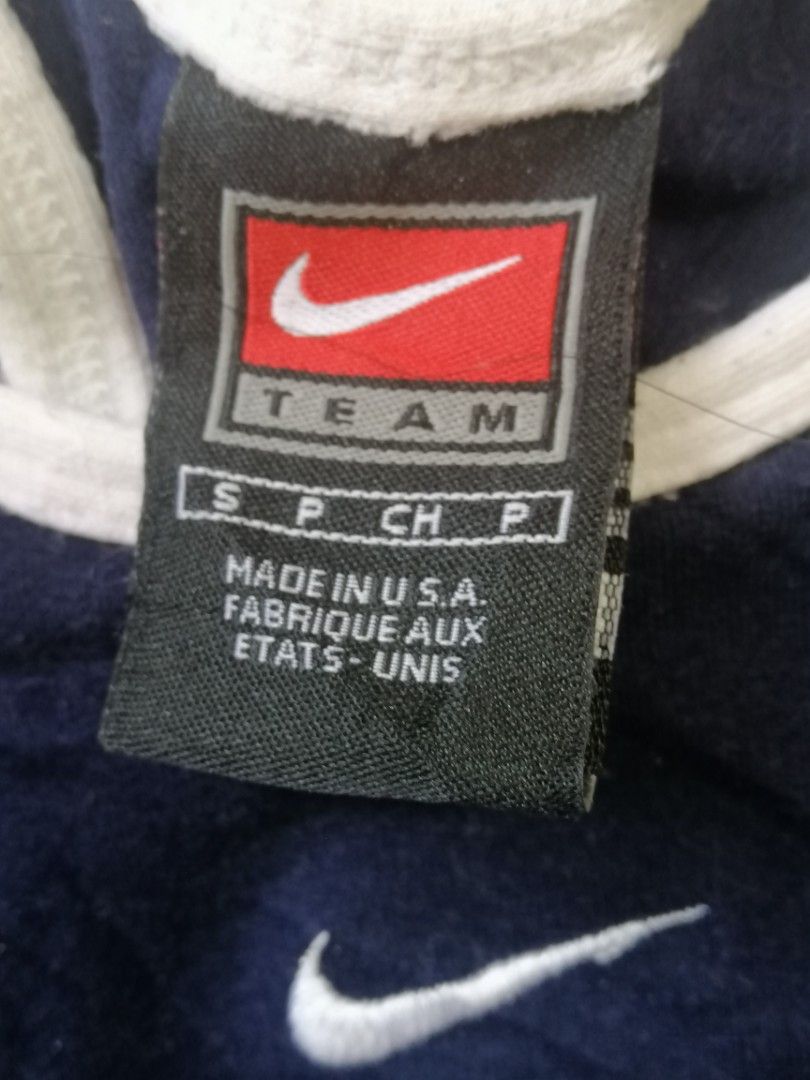 TEAM
S P CH P
MADE IN U S.A.
FABRIQUE AUX
ETATS-UNIS